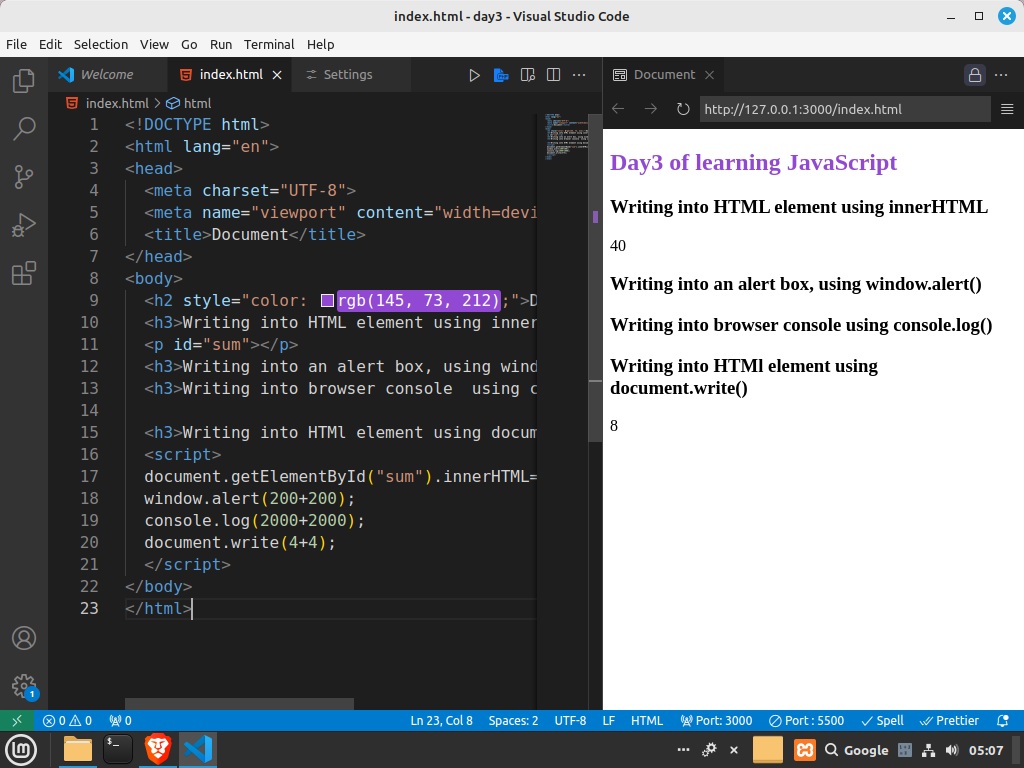 index.html - day3 - Visual Studio Code
File Edit Selection View Go Run Terminal Help
Welcome index.html Settings
Document
index.html > html
http://127.0.0.1:3000/index.html
1 <!DOCTYPE html>
2 <html lang="en">
3 <head>
4 <meta charset="UTF-8">
5 <meta name="viewport" content="width=devi
6 <title>Document</title>
7 </head>
8 <body>
9 <h2 style="color: rgb(145, 73, 212);">D
10 <h3>Writing into HTML element using inner
11 <p id="sum"></p>
12 <h3>Writing into an alert box, using wind
13 <h3>Writing into browser console  using c
14
15 <h3>Writing into HTMl element using docum
16 <script>
17 document.getElementById("sum").innerHTML=
18 window.alert(200+200);
19 console.log(2000+2000);
20 document.write(4+4);
21 </script>
22 </body>
23 </html>
Day3 of learning JavaScript
Writing into HTML element using innerHTML
40
Writing into an alert box, using window.alert()
Writing into browser console using console.log()
Writing into HTMl element using
document.write()
8
1
0 0 0 Ln 23, Col 8 Spaces: 2 UTF-8 LF HTML Port: 3000 Port : 5500 Spell Prettier
Google 05:07